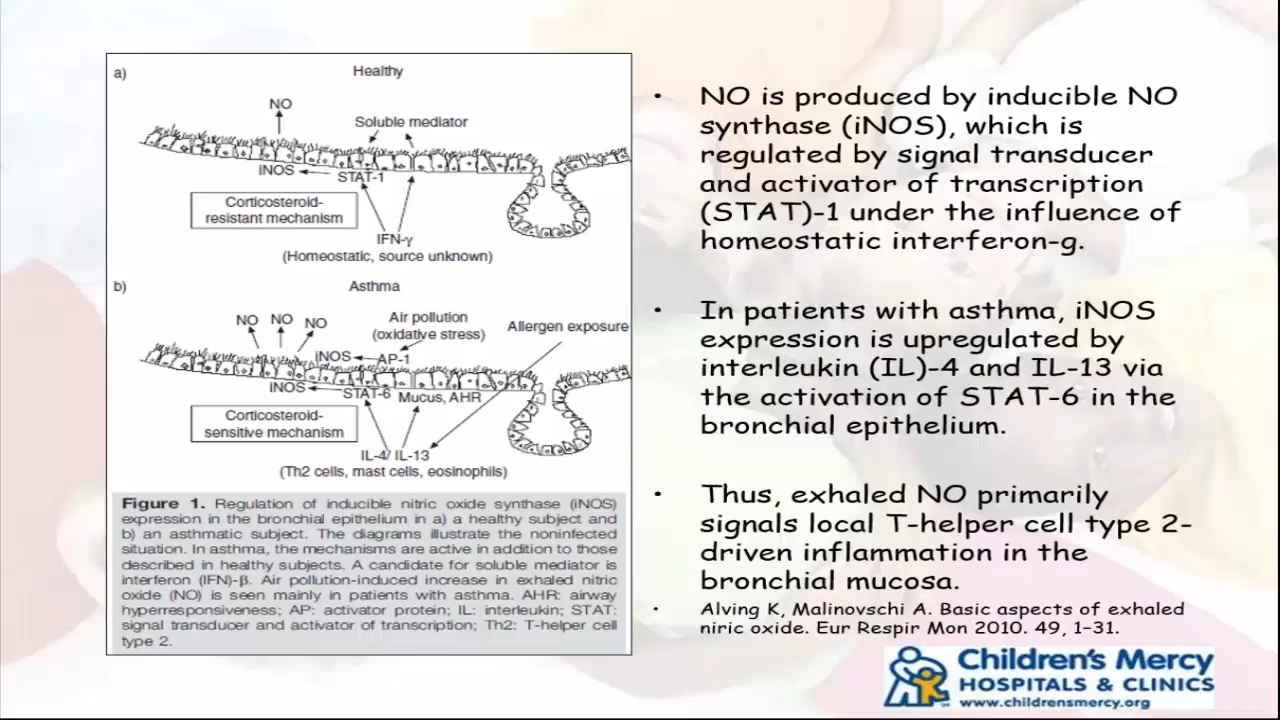 a)
Healthy
NO
Soluble mediator
iNOS
STAT-1
Corticosteroid-
resistant mechanism
IFN-γ
(Homeostatic, source unknown)
b)
Asthma
NO NO NO
Air pollution
(oxidative stress)
Allergen exposure
iNOS
AP-1
iNOS
STAT-6
Mucus, AHR
Corticosteroid-
sensitive mechanism
IL-4/ IL-13
(Th2 cells, mast cells, eosinophils)
Figure 1. Regulation of inducible nitric oxide synthase (iNOS)
expression in the bronchial epithelium in a) a healthy subject and
b) an asthmatic subject. The diagrams illustrate the noninfected
situation. In asthma, the mechanisms are active in addition to those
described in healthy subjects. A candidate for soluble mediator is
interferon (IFN)-β. Air pollution-induced increase in exhaled nitric
oxide (NO) is seen mainly in patients with asthma. AHR: airway
hyperresponsiveness; AP: activator protein; IL: interleukin; STAT:
signal transducer and activator of transcription; Th2: T-helper cell
type 2.
• NO is produced by inducible NO
synthase (iNOS), which is
regulated by signal transducer
and activator of transcription
(STAT)-1 under the influence of
homeostatic interferon-g.
• In patients with asthma, iNOS
expression is upregulated by
interleukin (IL)-4 and IL-13 via
the activation of STAT-6 in the
bronchial epithelium.
• Thus, exhaled NO primarily
signals local T-helper cell type 2-
driven inflammation in the
bronchial mucosa.
• Alving K, Malinovschi A. Basic aspects of exhaled
niric oxide. Eur Respir Mon 2010. 49, 1–31.
Children's Mercy
HOSPITALS & CLINICS
www.childrensmercy.org